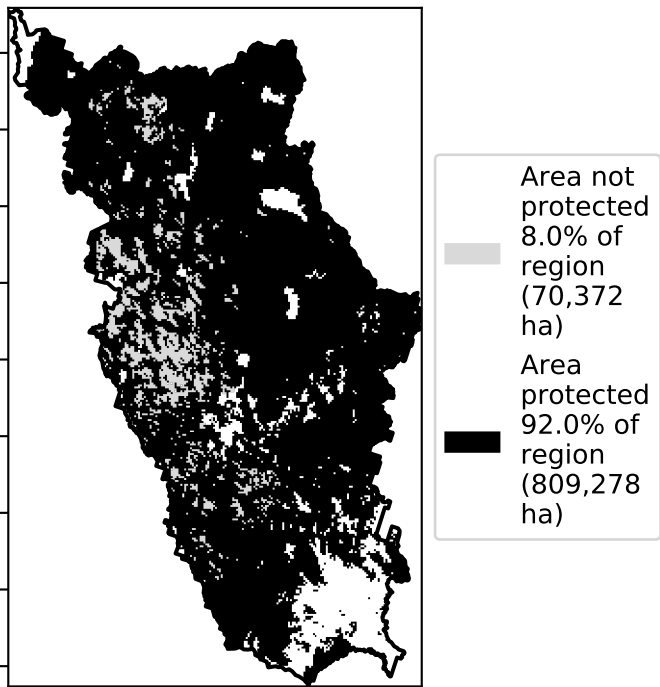 Area not
protected
8.0% of
region
(70,372
ha)
Area
protected
92.0% of
region
(809,278
ha)